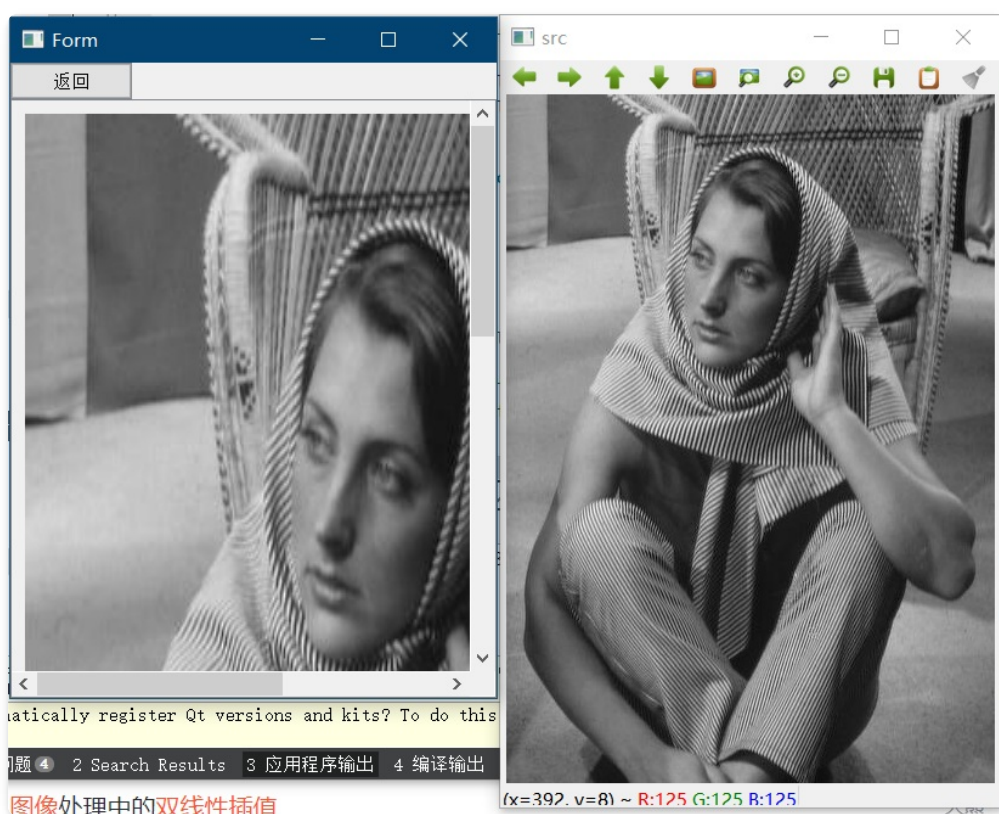 Form
返回
src
matically register Qt versions and kits? To do this
问题 4 2 Search Results 3 应用程序输出 4 编译输出
图像处理中的双线性插值
(x=392, y=8) ~ R:125 G:125 B:125